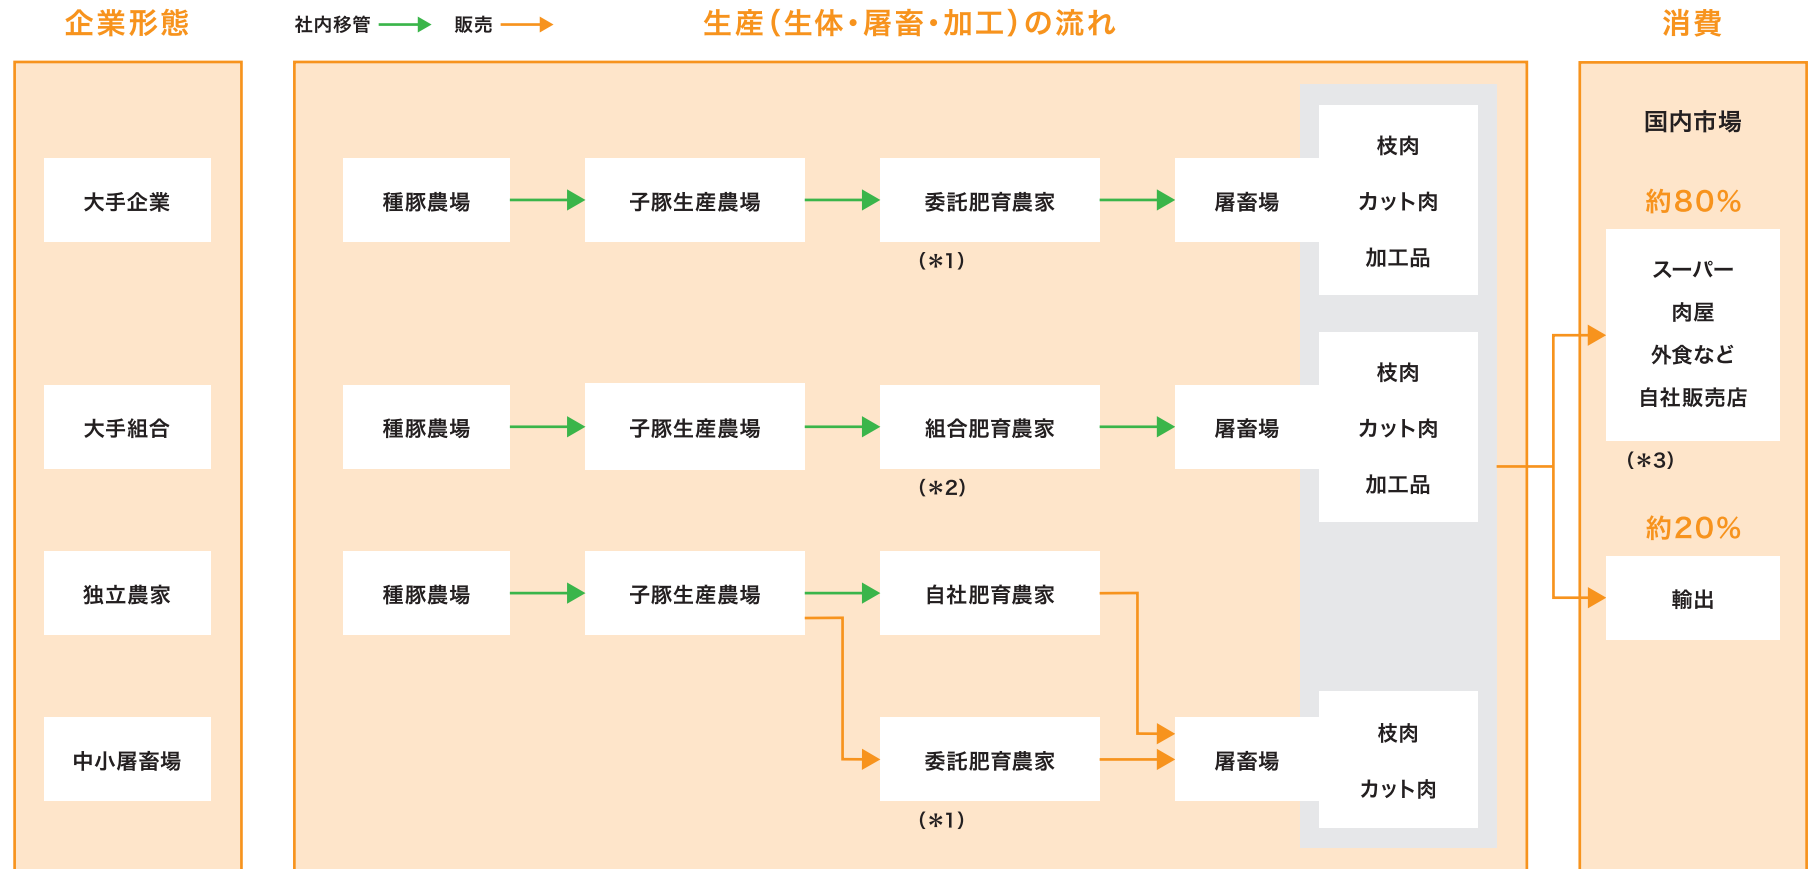 企業形態
社内移管
販売
生産(生体・屠畜・加工)の流れ
消費
大手企業
種豚農場
子豚生産農場
委託肥育農家
(*1)
屠畜場
枝肉
カット肉
加工品
大手組合
種豚農場
子豚生産農場
組合肥育農家
(*2)
屠畜場
枝肉
カット肉
加工品
独立農家
種豚農場
子豚生産農場
自社肥育農家
中小屠畜場
委託肥育農家
(*1)
屠畜場
枝肉
カット肉
国内市場
約80%
スーパー
肉屋
外食など
自社販売店
(*3)
約20%
輸出